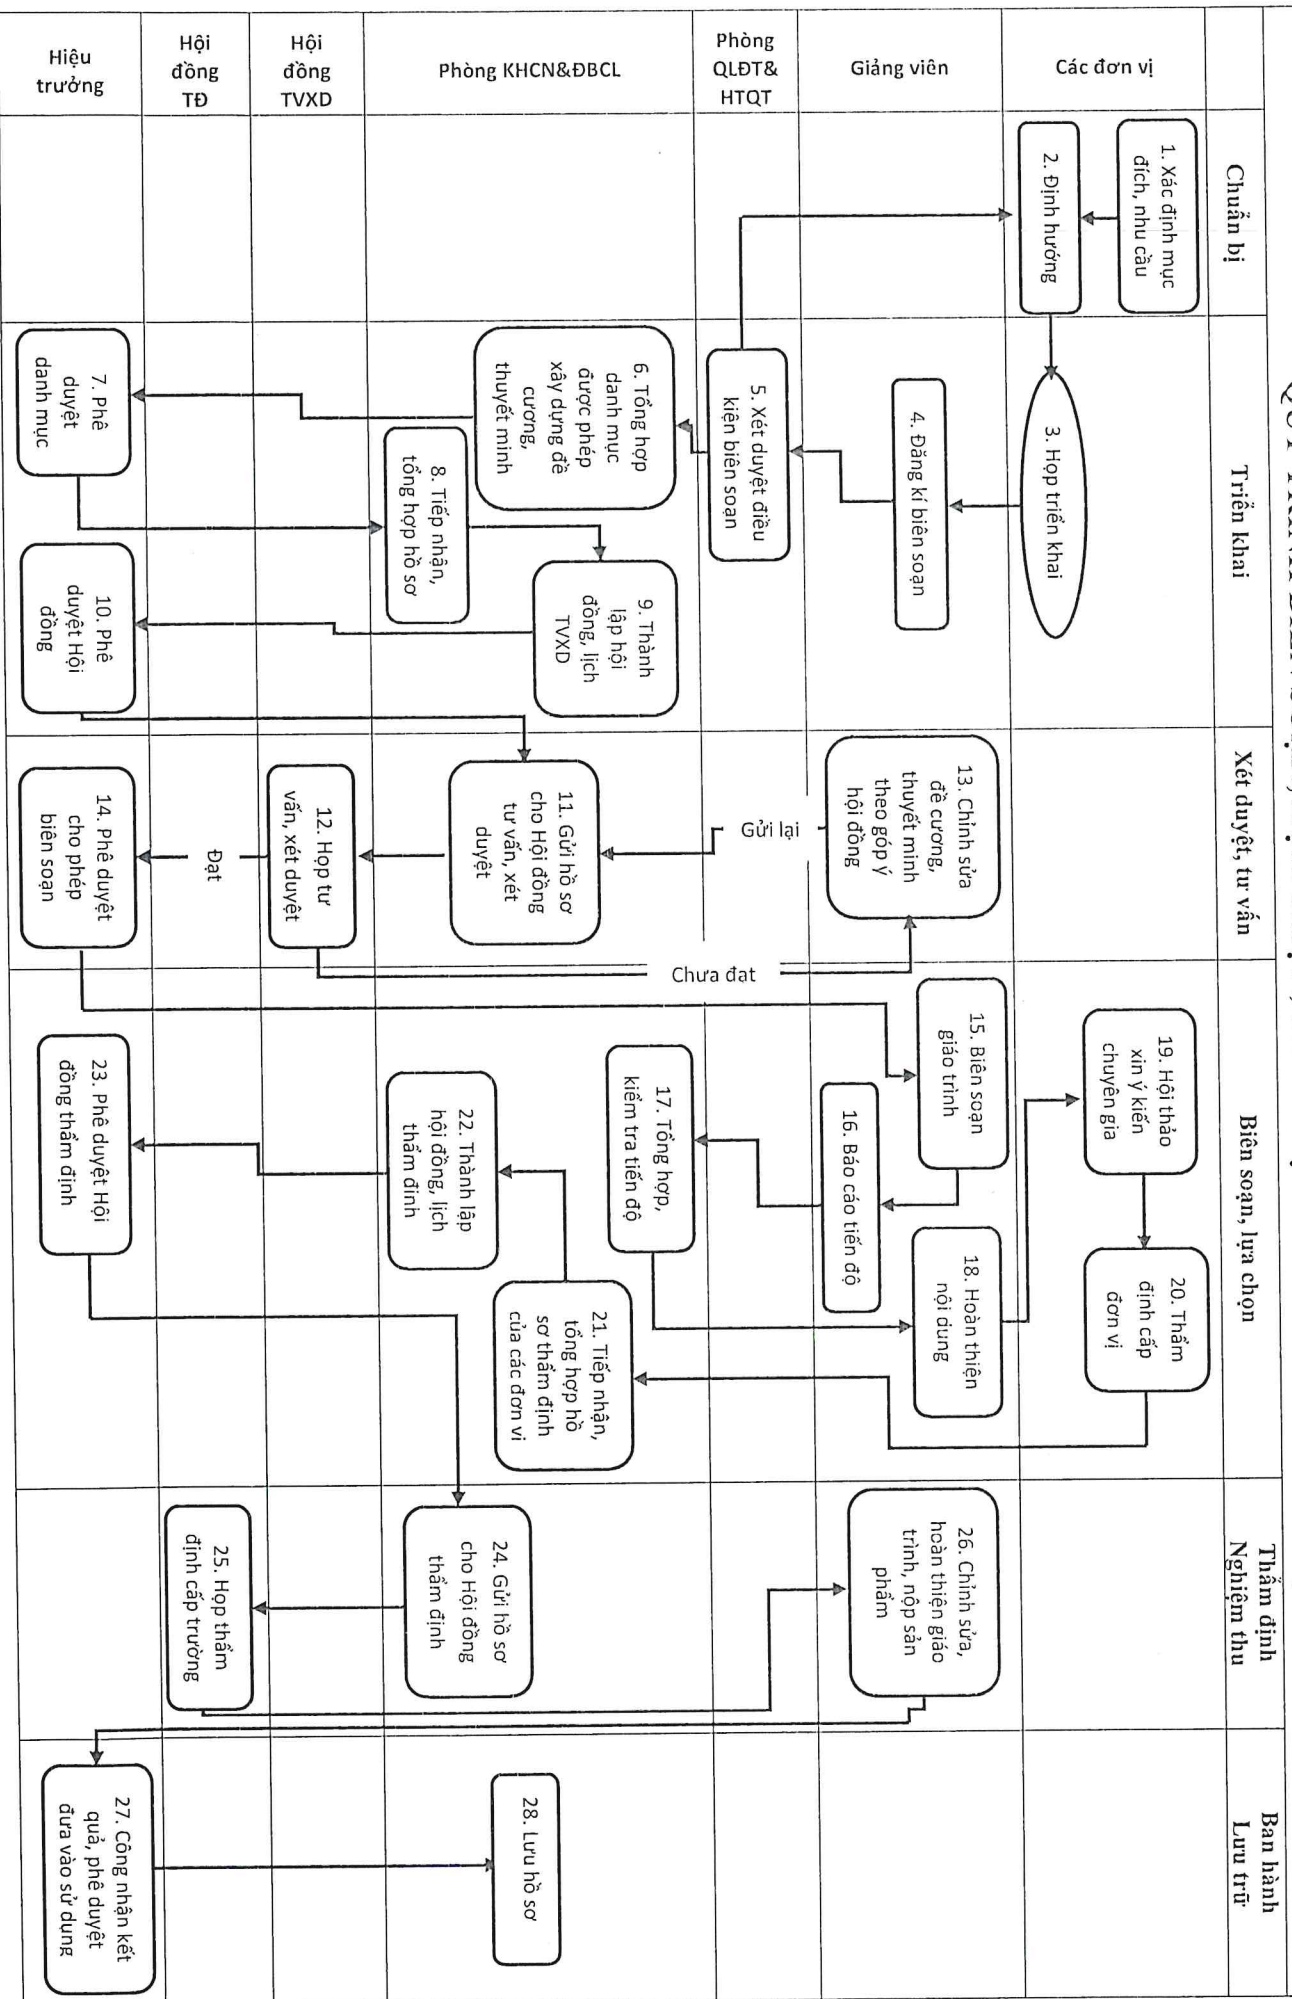 Các đơn vị
Giảng viên
Phòng
QLĐT&
HTQT
Phòng KHCN&ĐBCL
Hội
đồng
TVXD
Hội
đồng
TĐ
Hiệu
trưởng
Chuẩn bị
1. Xác định mục
đích, nhu cầu
2. Định hướng
Triển khai
3. Họp triển khai
4. Đăng kí biên soạn
5. Xét duyệt điều
kiện biên soạn
6. Tổng hợp
danh mục
được phép
xây dựng đề
cương,
thuyết minh
7. Phê
duyệt
danh mục
8. Tiếp nhận,
tổng hợp hồ sơ
9. Thành
lập hội
đồng, lịch
TVXD
10. Phê
duyệt Hội
đồng
Xét duyệt, tư vấn
11. Gửi hồ sơ
cho Hội đồng
tư vấn, xét
duyệt
12. Họp tư
vấn, xét duyệt
13. Chỉnh sửa
đề cương,
thuyết minh
theo góp ý
hội đồng
Gửi lại
Đạt
Chưa đạt
14. Phê duyệt
cho phép
biên soạn
Biên soạn, lựa chọn
15. Biên soạn
giáo trình
16. Báo cáo tiến độ
17. Tổng hợp,
kiểm tra tiến độ
18. Hoàn thiện
nội dung
19. Hội thảo
xin ý kiến
chuyên gia
20. Thẩm
định cấp
đơn vị
21. Tiếp nhận,
tổng hợp hồ
sơ thẩm định
của các đơn vi
22. Thành lập
hội đồng, lịch
thẩm đinh
23. Phê duyệt Hội
đồng thẩm định
Thẩm định
Nghiệm thu
24. Gửi hồ sơ
cho Hội đồng
thẩm định
25. Họp thẩm
định cấp trường
26. Chỉnh sửa,
hoàn thiện giáo
trình, nộp sản
phẩm
Ban hành
Lưu trữ
27. Công nhận kết
quả, phê duyệt
đưa vào sử dụng
28. Lưu hồ sơ